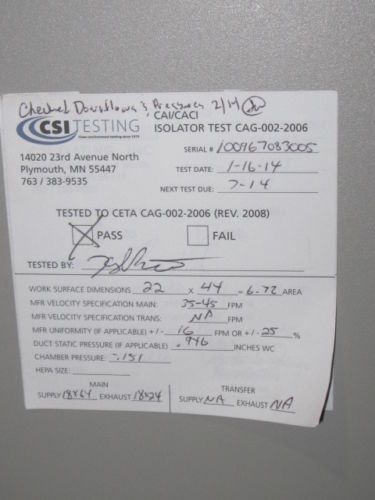 Checked Downflows & Pressures 2/14
CSI TESTING
CAI/CACI
ISOLATOR TEST CAG-002-2006
14020 23rd Avenue North
Plymouth, MN 55447
763 / 383-9535
SERIAL # 100967083005
TEST DATE: 1-16-14
NEXT TEST DUE: 7-14
TESTED TO CETA CAG-002-2006 (REV. 2008)
PASS FAIL
TESTED BY:
WORK SURFACE DIMENSIONS 22 x 44 = 6.72 AREA
MFR VELOCITY SPECIFICATION MAIN: 35-45 FPM
MFR VELOCITY SPECIFICATION TRANS: NA FPM
MFR UNIFORMITY (IF APPLICABLE) +/- 16 FPM OR +/- 25 %
DUCT STATIC PRESSURE (IF APPLICABLE) .946 INCHES WC
CHAMBER PRESSURE: -.151
HEPA SIZE:
MAIN TRANSFER
SUPPLY 18X64 EXHAUST 18X24 SUPPLY NA EXHAUST NA